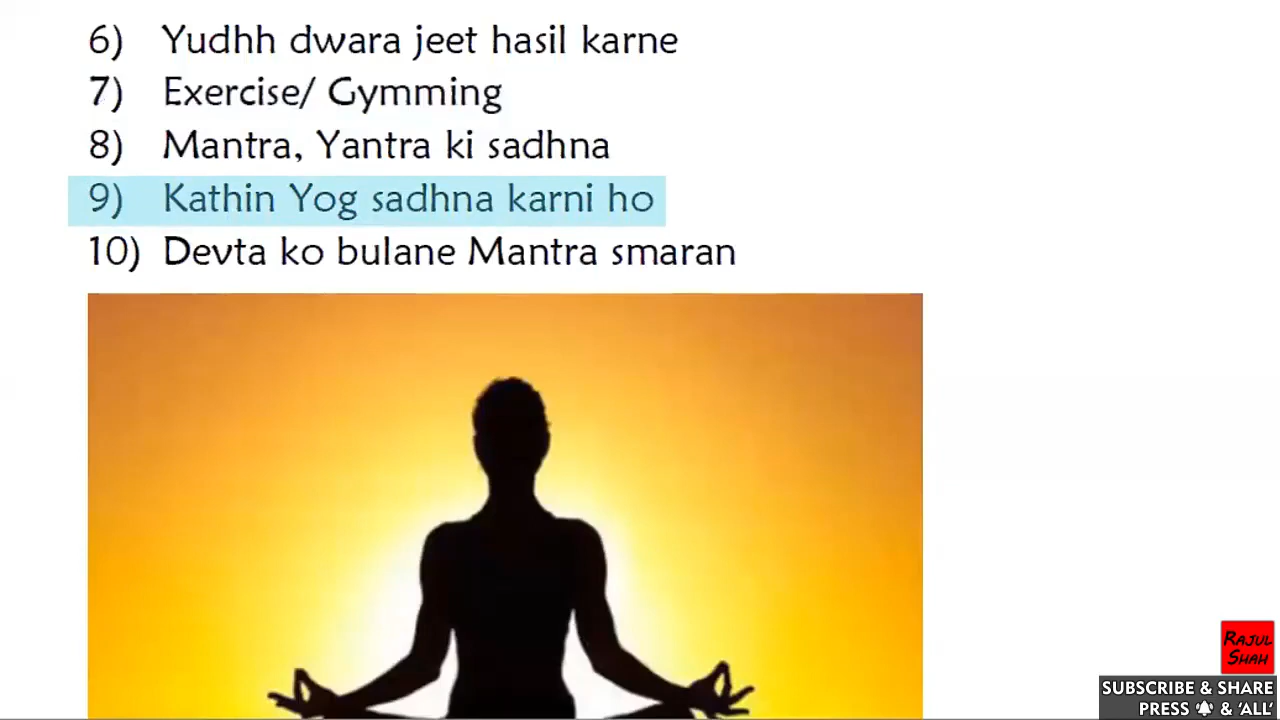 6) Yudhh dwara jeet hasil karne
7) Exercise/ Gymming
8) Mantra, Yantra ki sadhna
9) Kathin Yog sadhna karni ho
10) Devta ko bulane Mantra smaran
RAJUL
SHAH
SUBSCRIBE & SHARE
PRESS 🔔 & 'ALL'